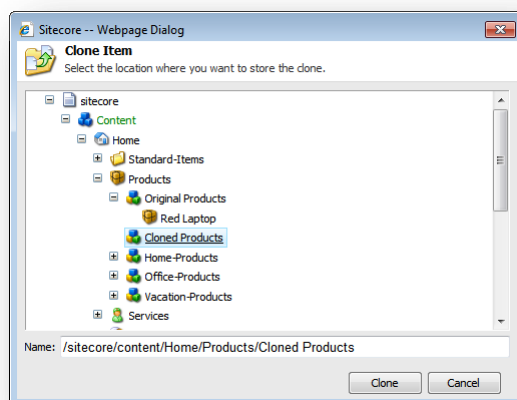 Sitecore -- Webpage Dialog
Clone Item
Select the location where you want to store the clone.
sitecore
Content
Home
Standard-Items
Products
Original Products
Red Laptop
Cloned Products
Home-Products
Office-Products
Vacation-Products
Services
Name: /sitecore/content/Home/Products/Cloned Products
Clone Cancel